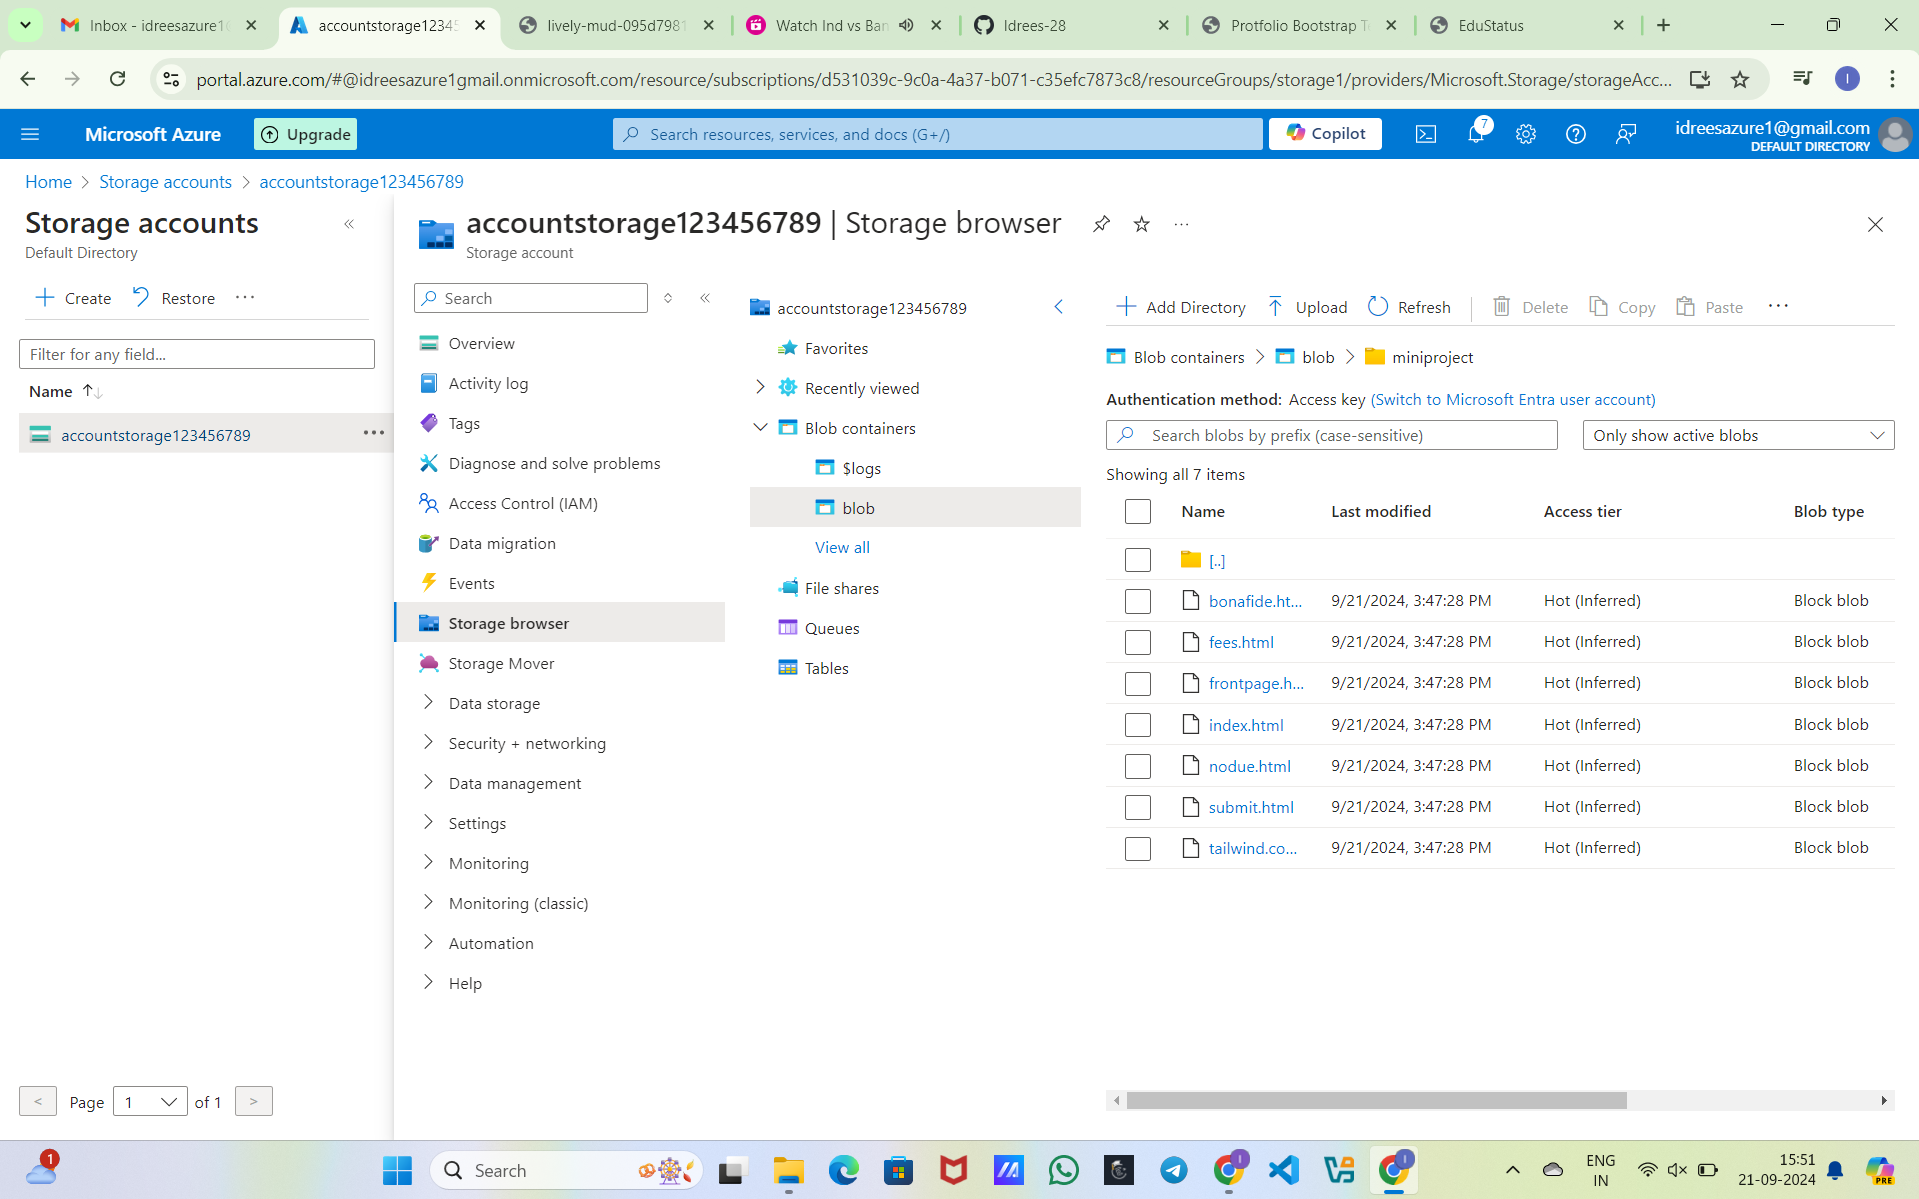 Inbox - idreesazure16
accountstorage12345
lively-mud-095d7981
Watch Ind vs Ban
Idrees-28
Protfolio Bootstrap Te
EduStatus
portal.azure.com/#@idreesazure1gmail.onmicrosoft.com/resource/subscriptions/d531039c-9c0a-4a37-b071-c35efc7873c8/resourceGroups/storage1/providers/Microsoft.Storage/storageAcc...
I
Microsoft Azure
Upgrade
Search resources, services, and docs (G+/)
Copilot
7
idreesazure1@gmail.com
DEFAULT DIRECTORY
Home > Storage accounts > accountstorage123456789
Storage accounts
Default Directory
+ Create
Restore
...
Filter for any field...
Name ↑↓
accountstorage123456789 ...
< Page 1 of 1 >
accountstorage123456789 | Storage browser
Storage account
Search
Overview
Activity log
Tags
Diagnose and solve problems
Access Control (IAM)
Data migration
Events
Storage browser
Storage Mover
Data storage
Security + networking
Data management
Settings
Monitoring
Monitoring (classic)
Automation
Help
accountstorage123456789
Favorites
Recently viewed
Blob containers
$logs
blob
View all
File shares
Queues
Tables
+ Add Directory
Upload
Refresh
Delete
Copy
Paste
...
Blob containers > blob > miniproject
Authentication method: Access key (Switch to Microsoft Entra user account)
Search blobs by prefix (case-sensitive)
Only show active blobs
Showing all 7 items
Name Last modified Access tier Blob type
[..]
bonafide.ht... 9/21/2024, 3:47:28 PM Hot (Inferred) Block blob
fees.html 9/21/2024, 3:47:28 PM Hot (Inferred) Block blob
frontpage.h... 9/21/2024, 3:47:28 PM Hot (Inferred) Block blob
index.html 9/21/2024, 3:47:28 PM Hot (Inferred) Block blob
nodue.html 9/21/2024, 3:47:28 PM Hot (Inferred) Block blob
submit.html 9/21/2024, 3:47:28 PM Hot (Inferred) Block blob
tailwind.co... 9/21/2024, 3:47:28 PM Hot (Inferred) Block blob
1
Search
ENG
IN
15:51
21-09-2024
PRE